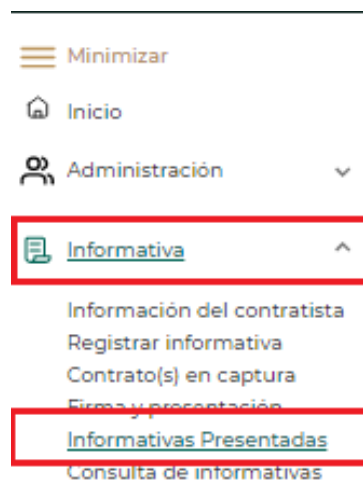 Minimizar
Inicio
Administración
Informativa
Información del contratista
Registrar informativa
Contrato(s) en captura
Firma y presentación
Informativas Presentadas
Consulta de informativas